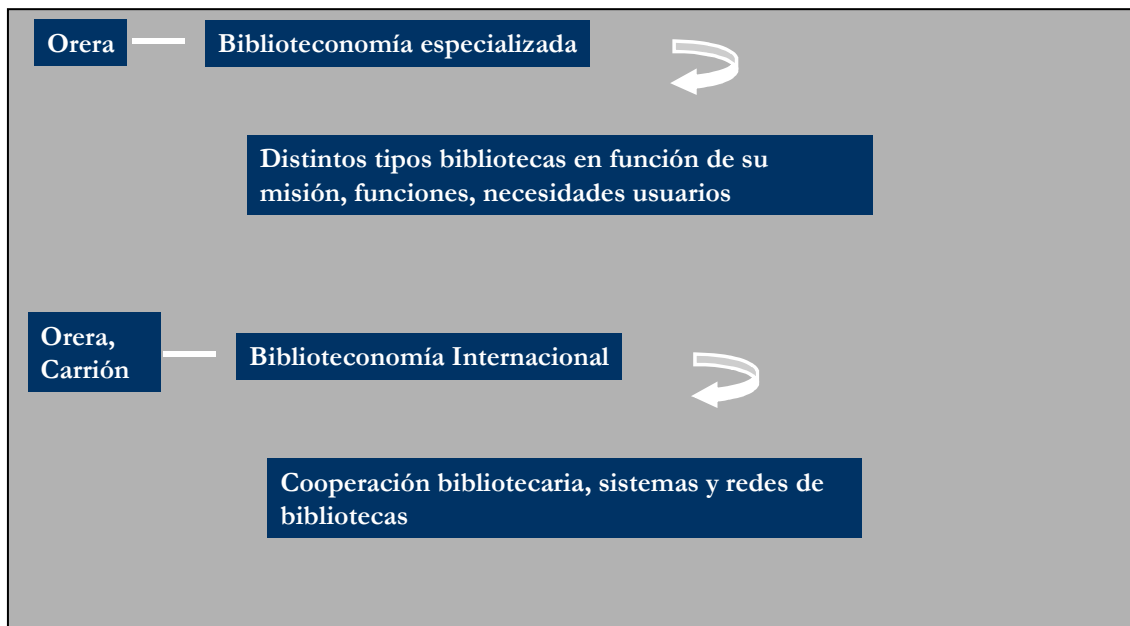 Orera
Biblioteconomía especializada
Distintos tipos bibliotecas en función de su
misión, funciones, necesidades usuarios
Orera,
Carrión
Biblioteconomía Internacional
Cooperación bibliotecaria, sistemas y redes de
bibliotecas